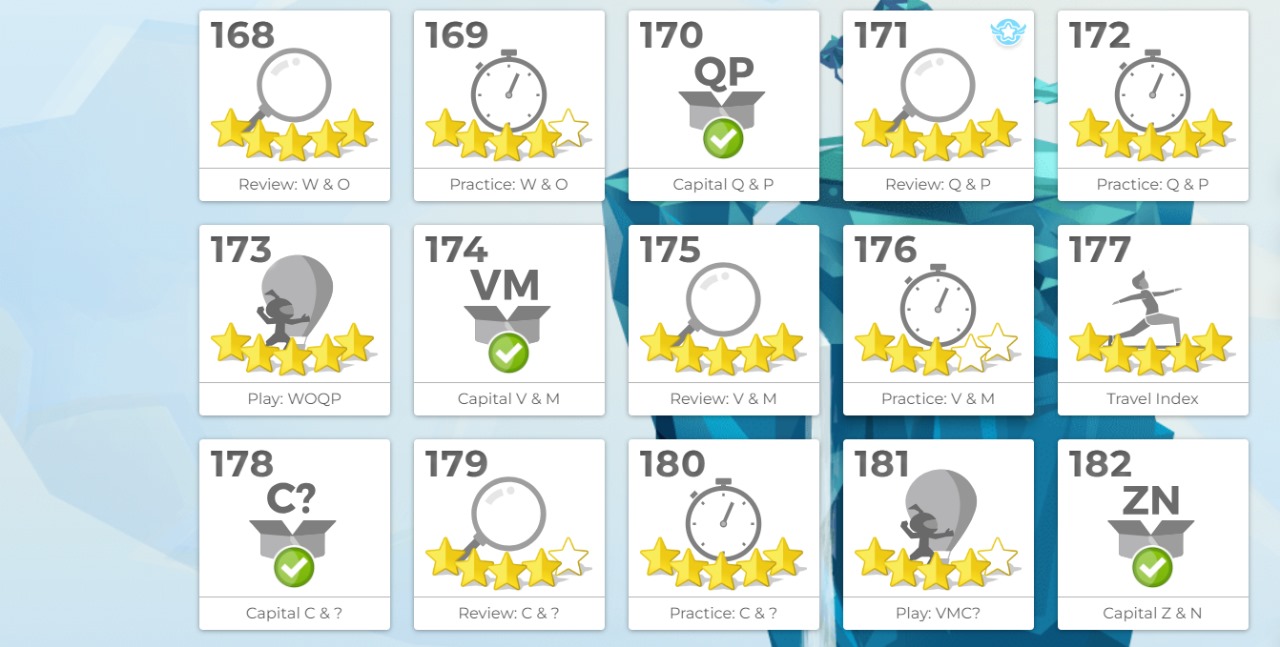 168
Review: W & O
169
Practice: W & O
170
QP
Capital Q & P
171
Review: Q & P
172
Practice: Q & P
173
Play: WOQP
174
VM
Capital V & M
175
Review: V & M
176
Practice: V & M
177
Travel Index
178
C?
Capital C & ?
179
Review: C & ?
180
Practice: C & ?
181
Play: VMC?
182
ZN
Capital Z & N